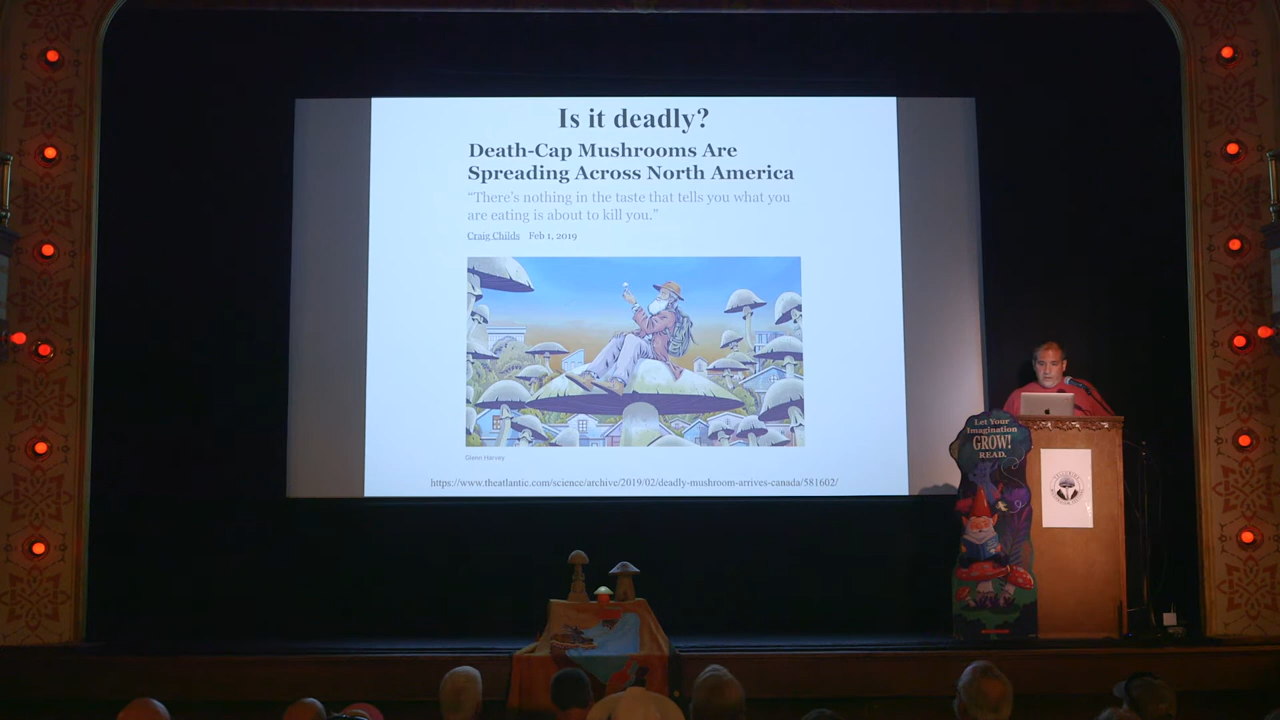 Is it deadly?
Death-Cap Mushrooms Are
Spreading Across North America
“There’s nothing in the taste that tells you what you
are eating is about to kill you.”
Craig Childs Feb 1, 2019
Glenn Harvey
https://www.theatlantic.com/science/archive/2019/02/deadly-mushroom-arrives-canada/581602/
Let Your
Imagination
GROW!
READ.